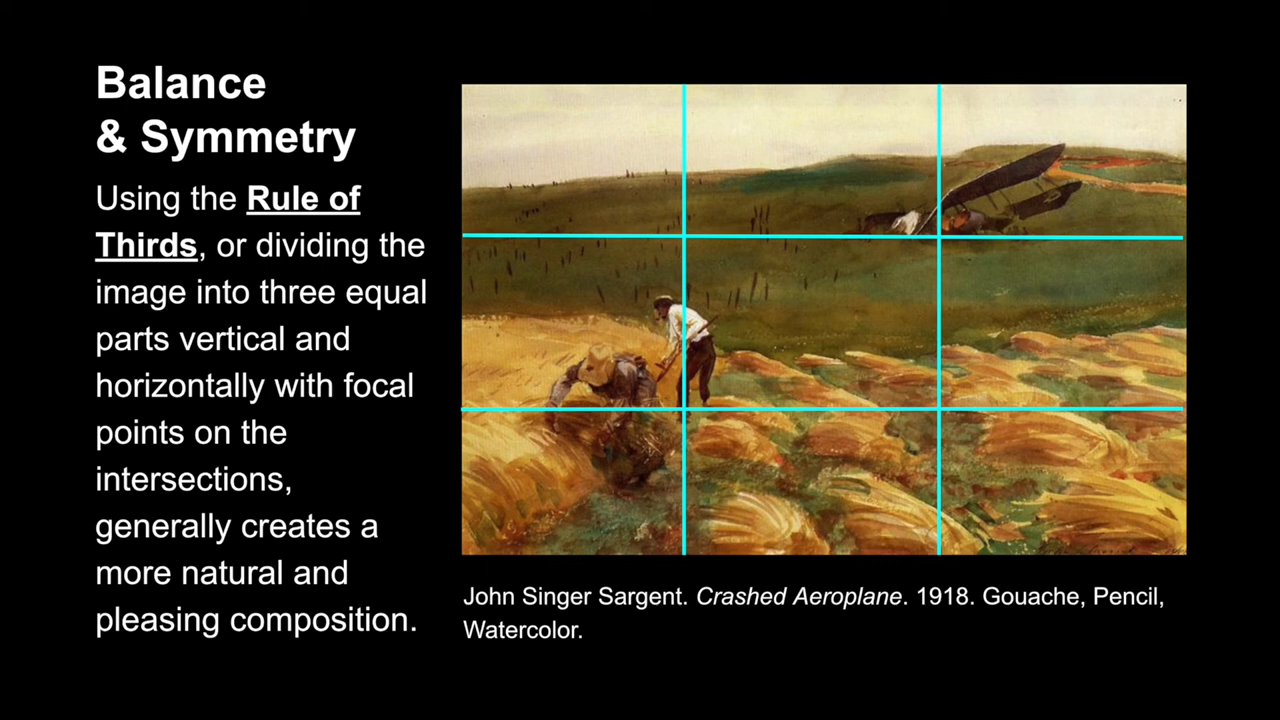 Balance
& Symmetry
Using the Rule of
Thirds, or dividing the
image into three equal
parts vertical and
horizontally with focal
points on the
intersections,
generally creates a
more natural and
pleasing composition.
John Singer Sargent. Crashed Aeroplane. 1918. Gouache, Pencil,
Watercolor.